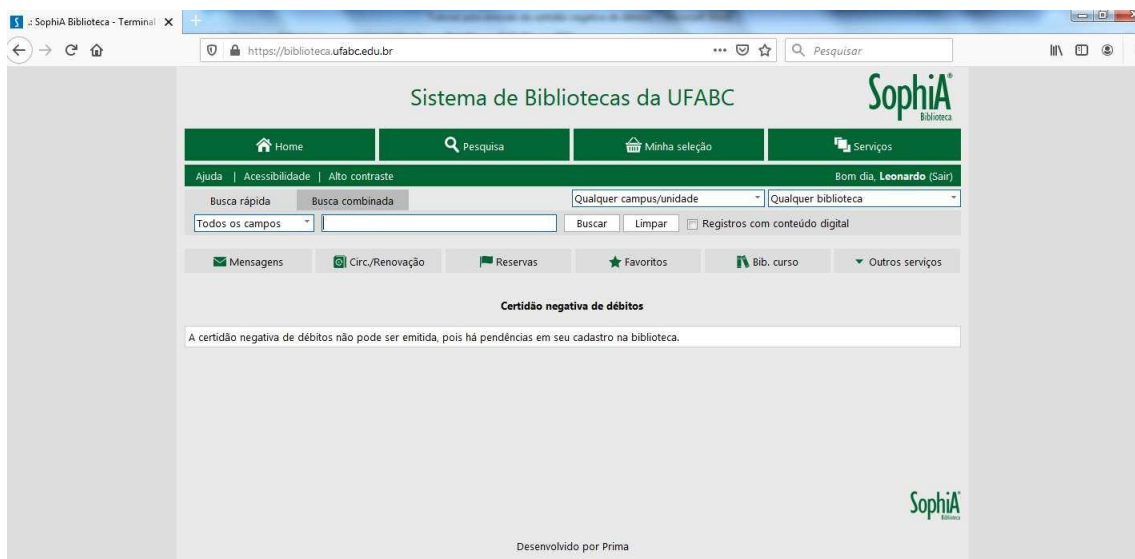 .: SophiA Biblioteca - Terminal
https://biblioteca.ufabc.edu.br
Pesquisar
Sistema de Bibliotecas da UFABC
SophiA
Biblioteca
Home
Pesquisa
Minha seleção
Serviços
Ajuda | Acessibilidade | Alto contraste
Bom dia, Leonardo (Sair)
Busca rápida
Busca combinada
Qualquer campus/unidade
Qualquer biblioteca
Todos os campos
Buscar
Limpar
Registros com conteúdo digital
Mensagens
Circ./Renovação
Reservas
Favoritos
Bib. curso
Outros serviços
Certidão negativa de débitos
A certidão negativa de débitos não pode ser emitida, pois há pendências em seu cadastro na biblioteca.
SophiA
Biblioteca
Desenvolvido por Prima